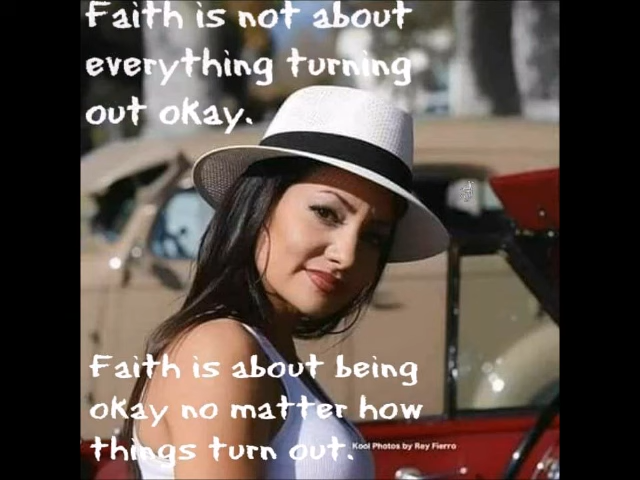 Faith is not about
everything turning
out okay.
Faith is about being
okay no matter how
things turn out.
Kool Photos by Rey Fierro